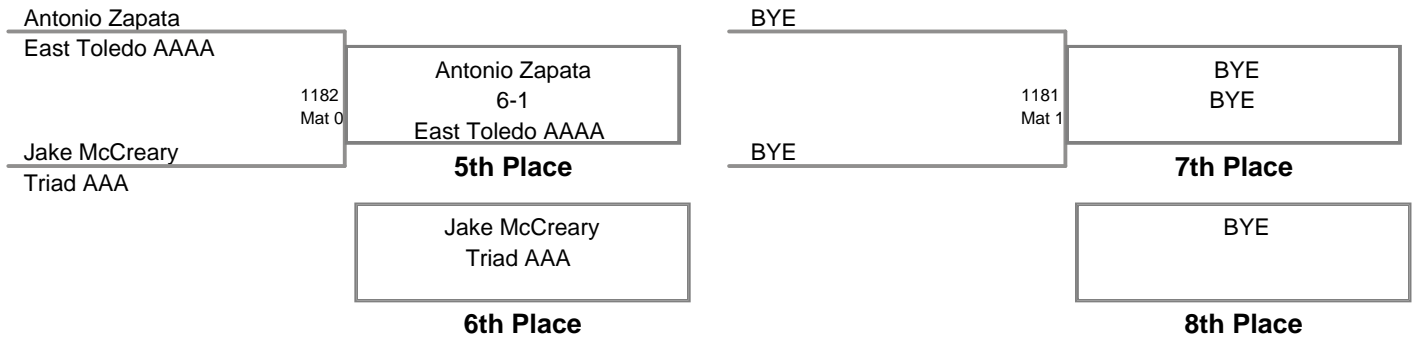 Antonio Zapata
East Toledo AAAA
1182
Mat 0
Jake McCreary
Triad AAA
Antonio Zapata
6-1
East Toledo AAAA
5th Place
Jake McCreary
Triad AAA
6th Place
BYE
1181
Mat 1
BYE
BYE
BYE
7th Place
BYE
8th Place